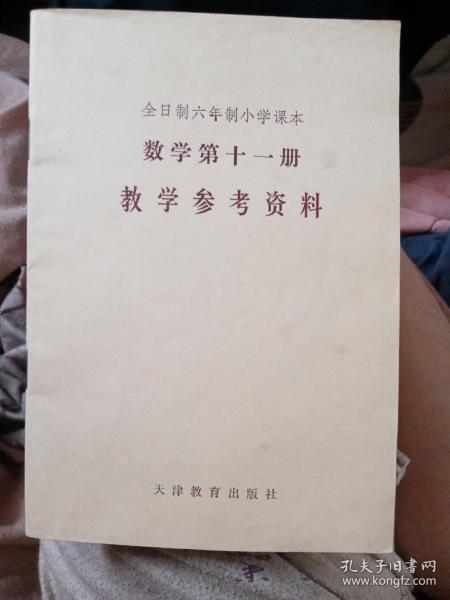 全日制六年制小学课本
数学第十一册
教学参考资料
天津教育出版社
孔夫子旧书网
www.kongfz.com